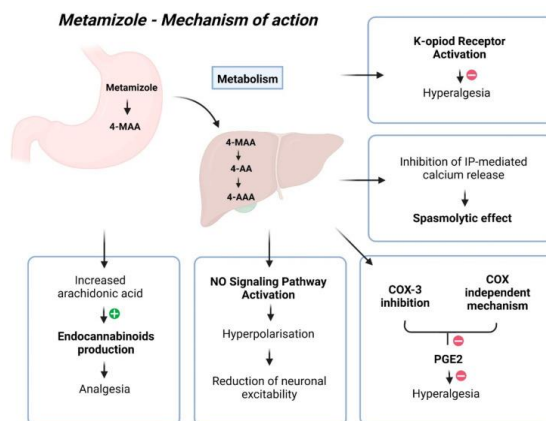 Metamizole - Mechanism of action
Metamizole
4-MAA
Metabolism
4-MAA
4-AA
4-AAA
K-opiod Receptor
Activation
Hyperalgesia
Inhibition of IP-mediated
calcium release
Spasmolytic effect
Increased
arachidonic acid
Endocannabinoids
production
Analgesia
NO Signaling Pathway
Activation
Hyperpolarisation
Reduction of neuronal
excitability
COX-3
inhibition
COX
independent
mechanism
PGE2
Hyperalgesia